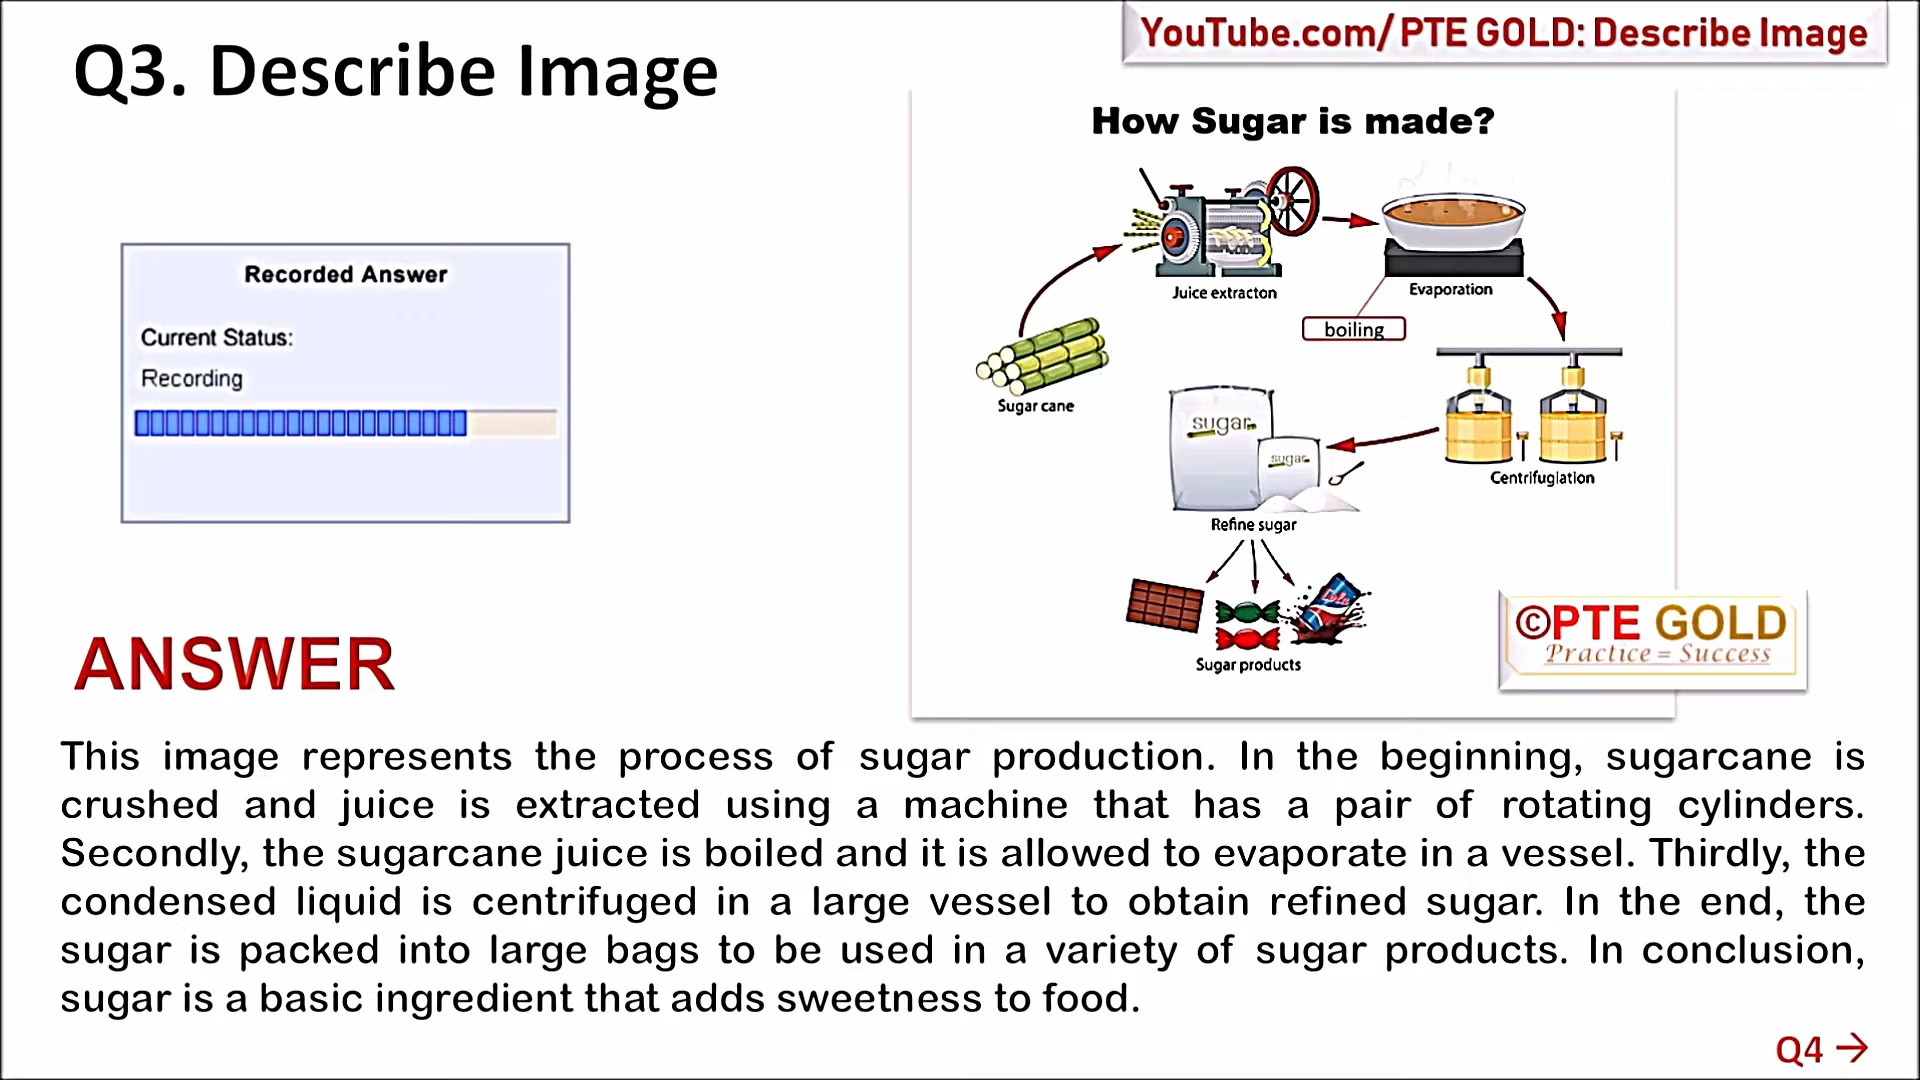 YouTube.com/ PTE GOLD: Describe Image
Q3. Describe Image
How Sugar is made?
Recorded Answer
Current Status:
Recording
Juice extracton
Evaporation
boiling
Sugar cane
sugar
sugar
Centrifuglation
Refine sugar
Sugar products
©PTE GOLD
Practice = Success
ANSWER
This image represents the process of sugar production. In the beginning, sugarcane is
crushed and juice is extracted using a machine that has a pair of rotating cylinders.
Secondly, the sugarcane juice is boiled and it is allowed to evaporate in a vessel. Thirdly, the
condensed liquid is centrifuged in a large vessel to obtain refined sugar. In the end, the
sugar is packed into large bags to be used in a variety of sugar products. In conclusion,
sugar is a basic ingredient that adds sweetness to food.
Q4 →